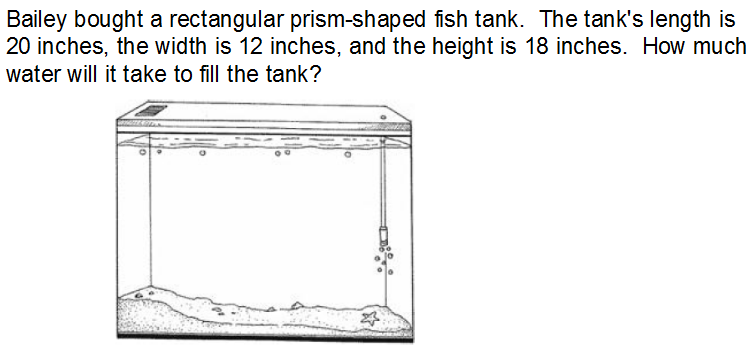 Bailey bought a rectangular prism-shaped fish tank.  The tank's length is
20 inches, the width is 12 inches, and the height is 18 inches.  How much
water will it take to fill the tank?